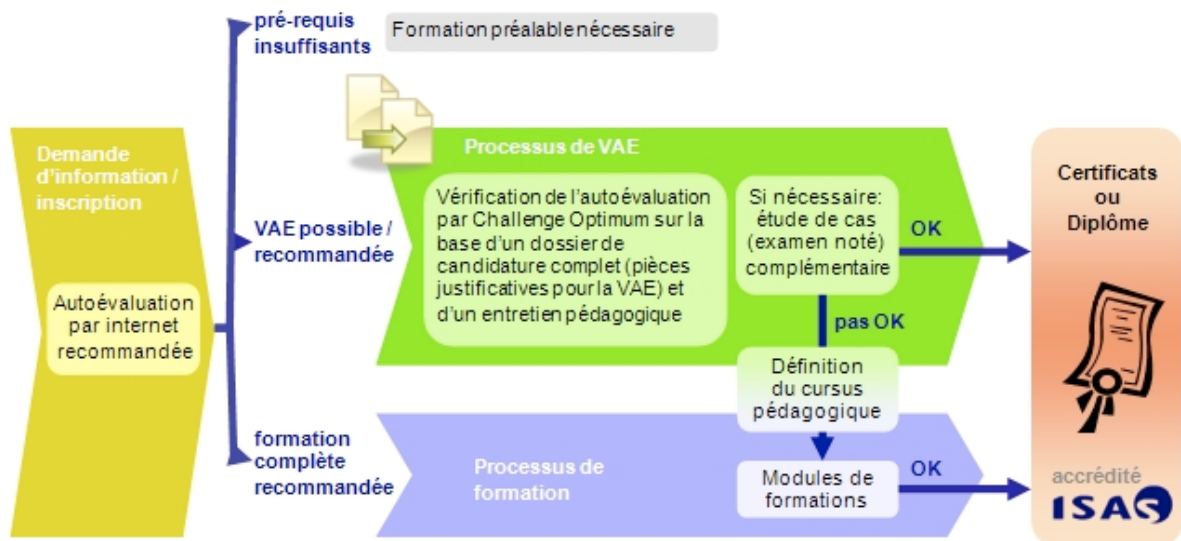 pré-requis
insuffisants
Formation préalable nécessaire
Demande
d'information /
inscription
Autoévaluation
par internet
recommandée
VAE possible /
recommandée
Processus de VAE
Vérification de l'autoévaluation
par Challenge Optimum sur la
base d'un dossier de
candidature complet (pièces
justificatives pour la VAE) et
d'un entretien pédagogique
Si nécessaire:
étude de cas
(examen noté)
complémentaire
OK
pas OK
Définition
du cursus
pédagogique
formation
complète
recommandée
Processus de
formation
Modules de
formations
OK
Certificats
ou
Diplôme
accrédité
ISAQ